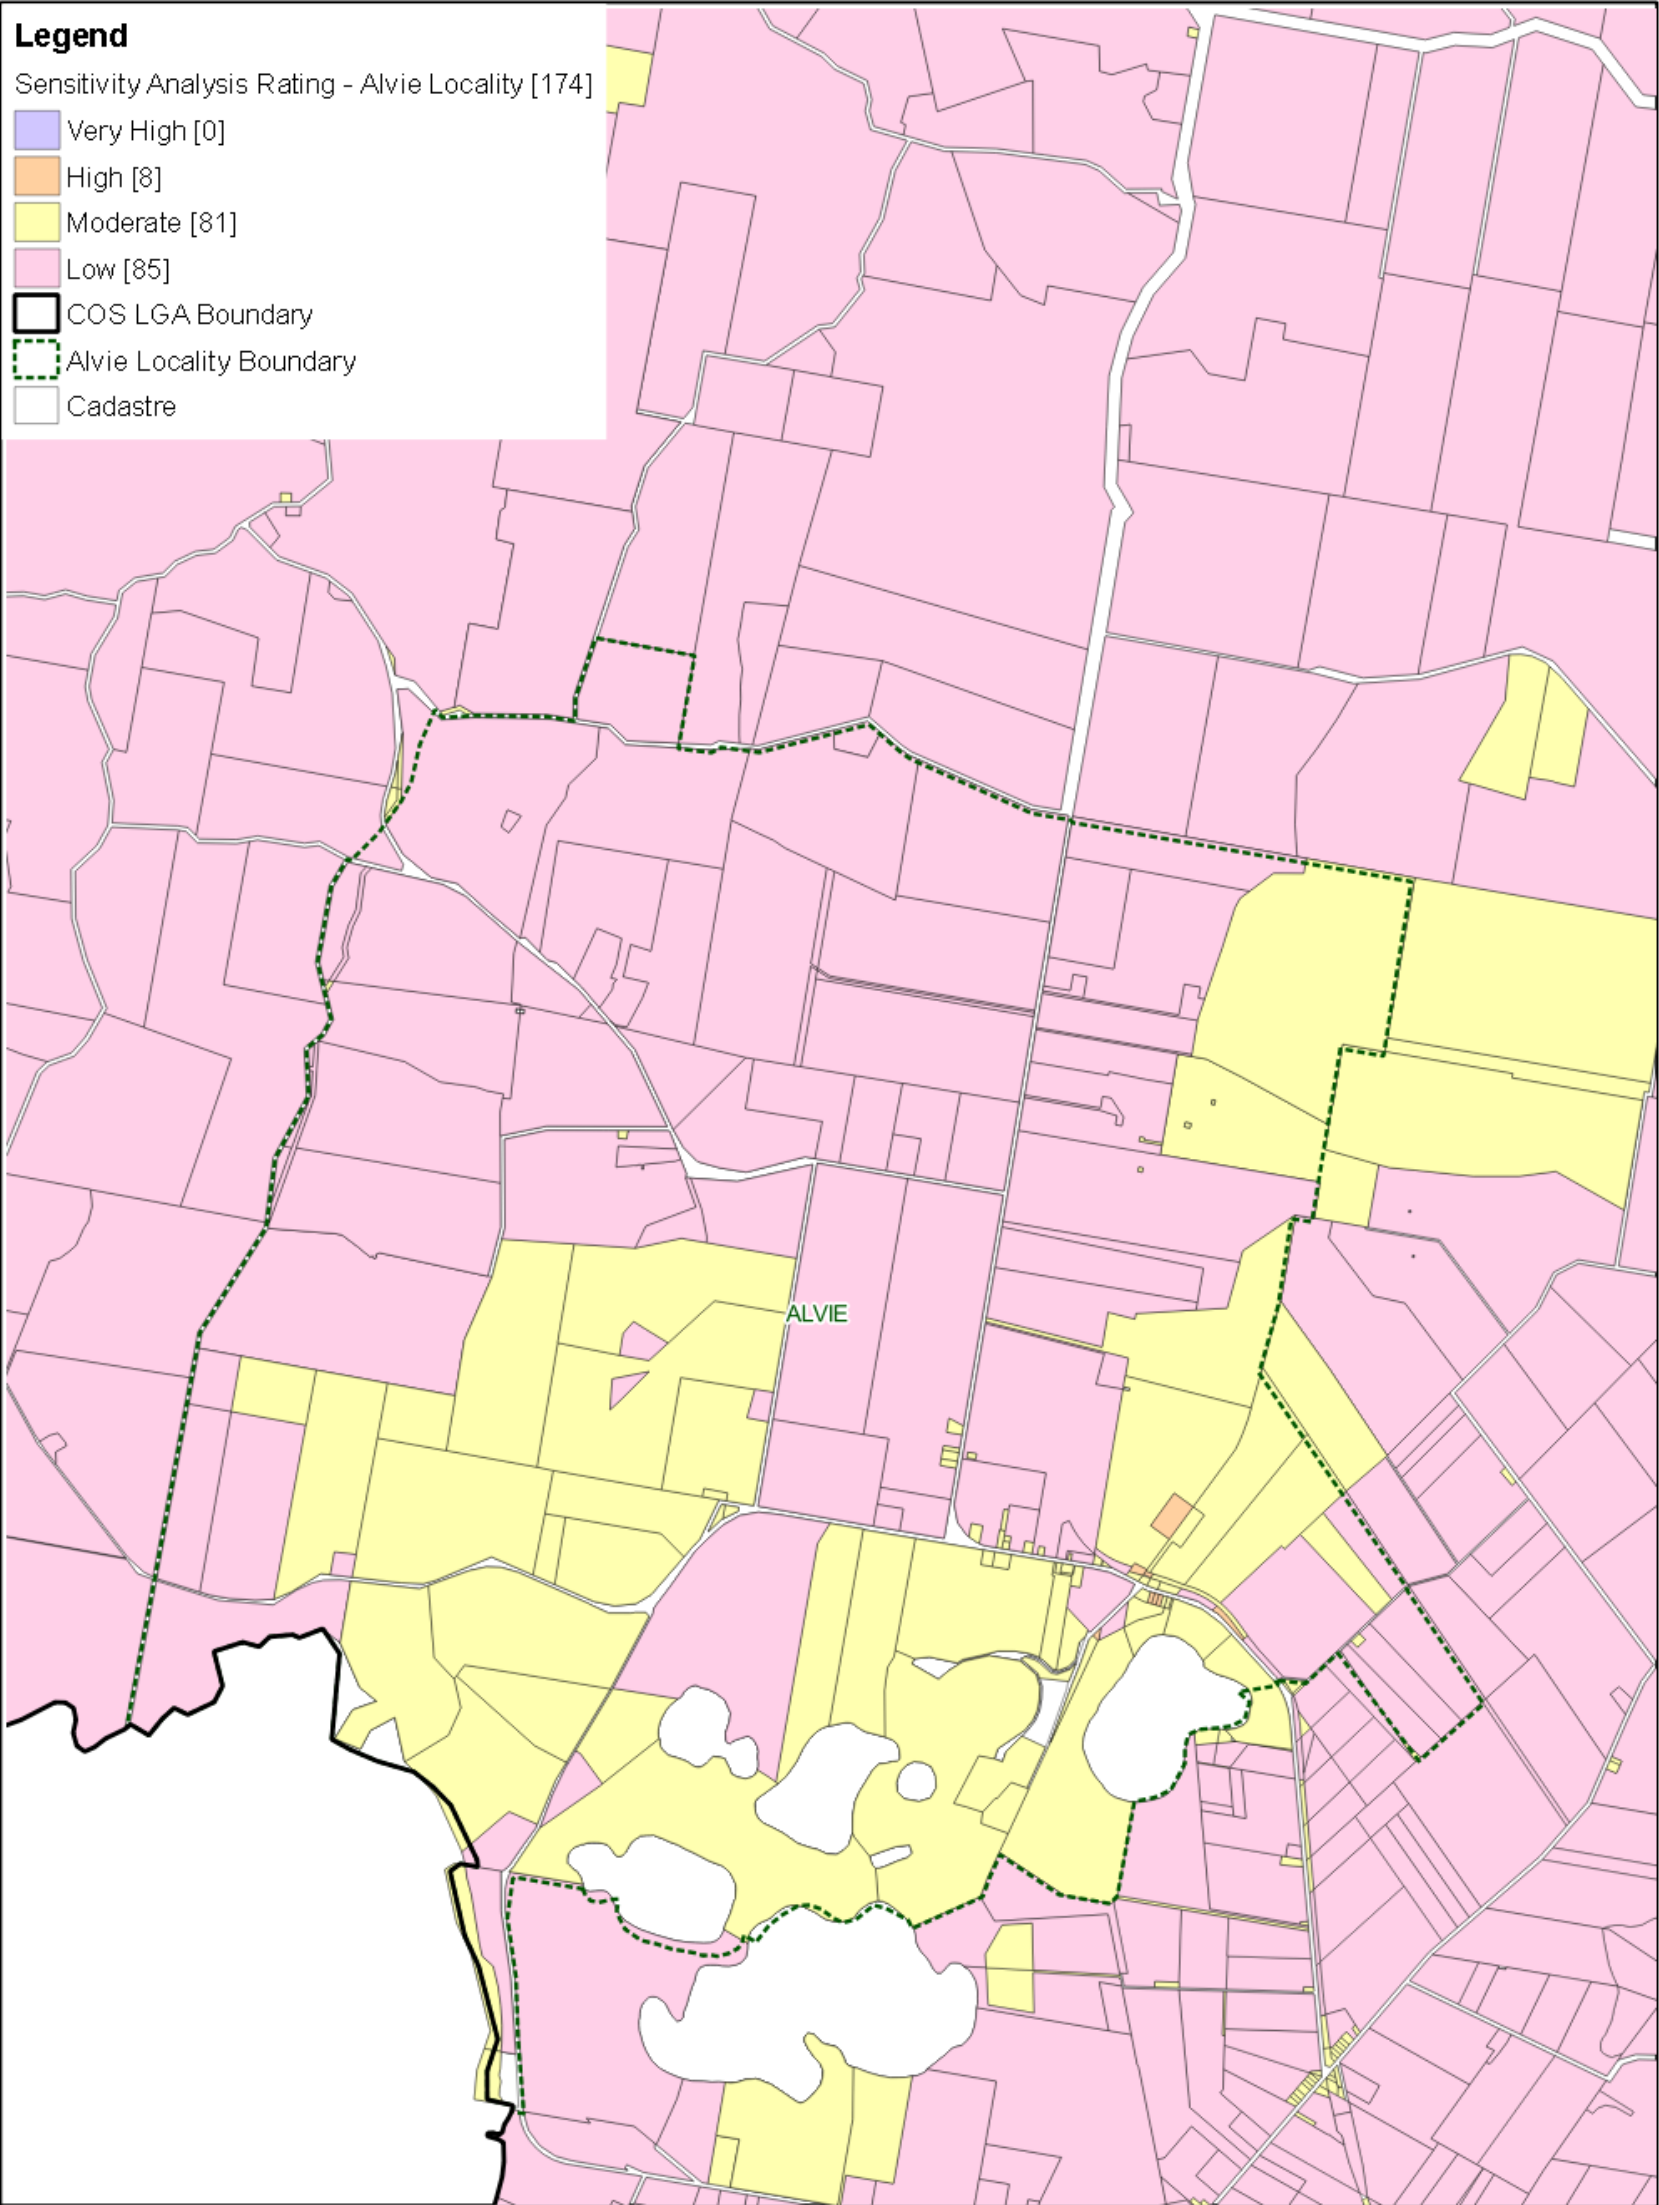 Legend
Sensitivity Analysis Rating - Alvie Locality [174]
Very High [0]
High [8]
Moderate [81]
Low [85]
COS LGA Boundary
Alvie Locality Boundary
Cadastre
ALVIE